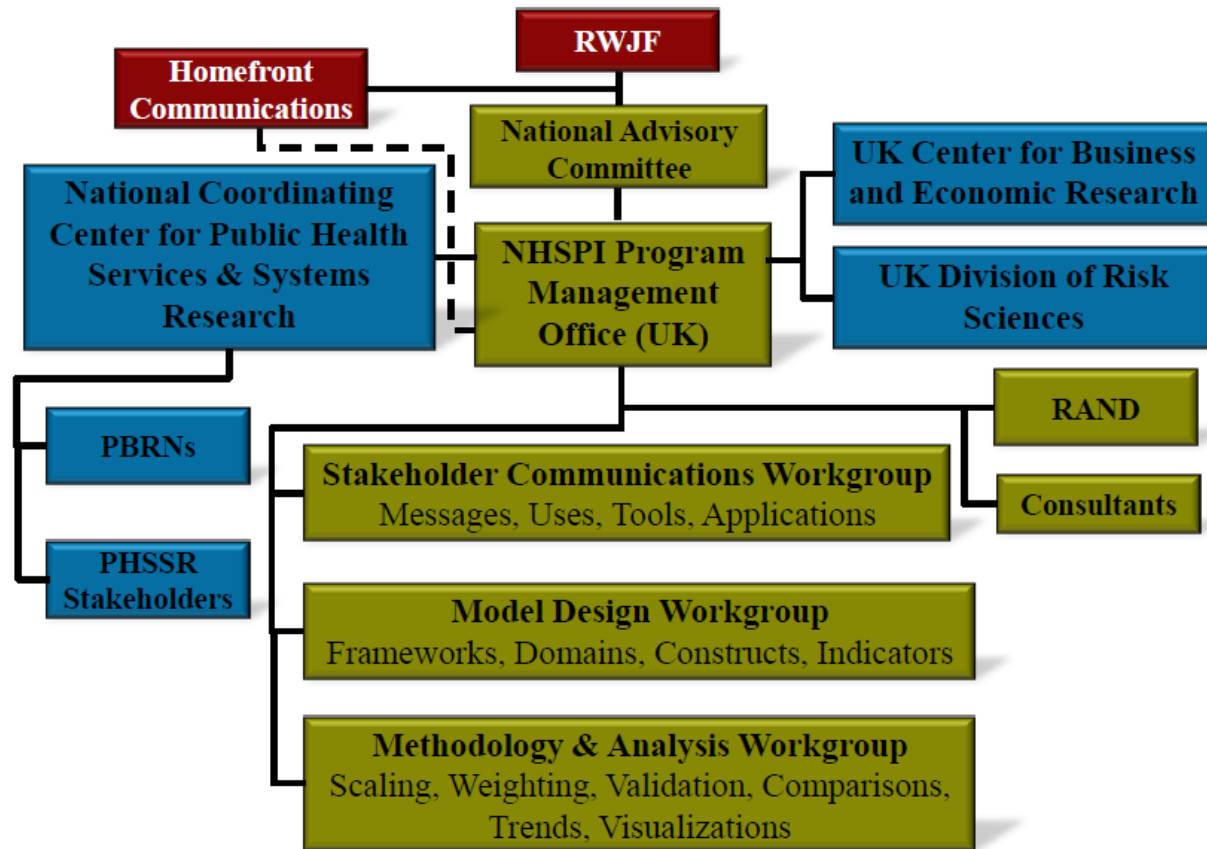 RWJF
Homefront
Communications
National Advisory
Committee
UK Center for Business
and Economic Research
National Coordinating
Center for Public Health
Services & Systems
Research
NHSPI Program
Management
Office (UK)
UK Division of Risk
Sciences
RAND
PBRNs
Stakeholder Communications Workgroup
Messages, Uses, Tools, Applications
Consultants
PHSSR
Stakeholders
Model Design Workgroup
Frameworks, Domains, Constructs, Indicators
Methodology & Analysis Workgroup
Scaling, Weighting, Validation, Comparisons,
Trends, Visualizations